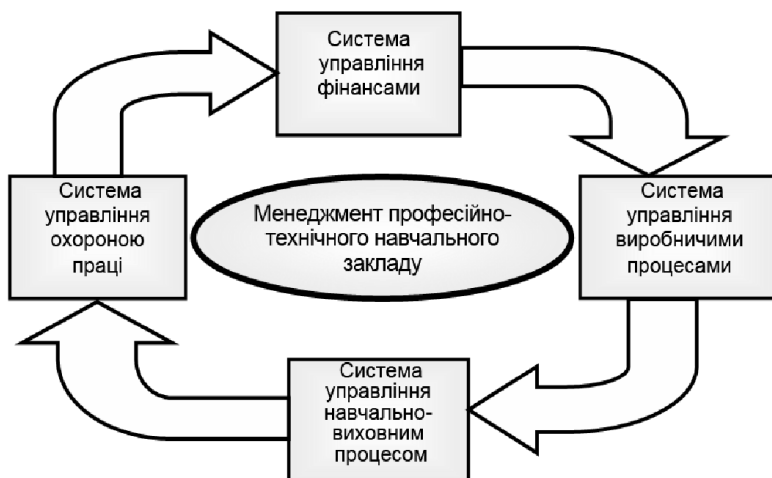 Система
управління
фінансами
Система
управління
охороною
праці
Менеджмент професійно-
технічного навчального
закладу
Система
управління
виробничими
процесами
Система
управління
навчально-
виховним
процесом